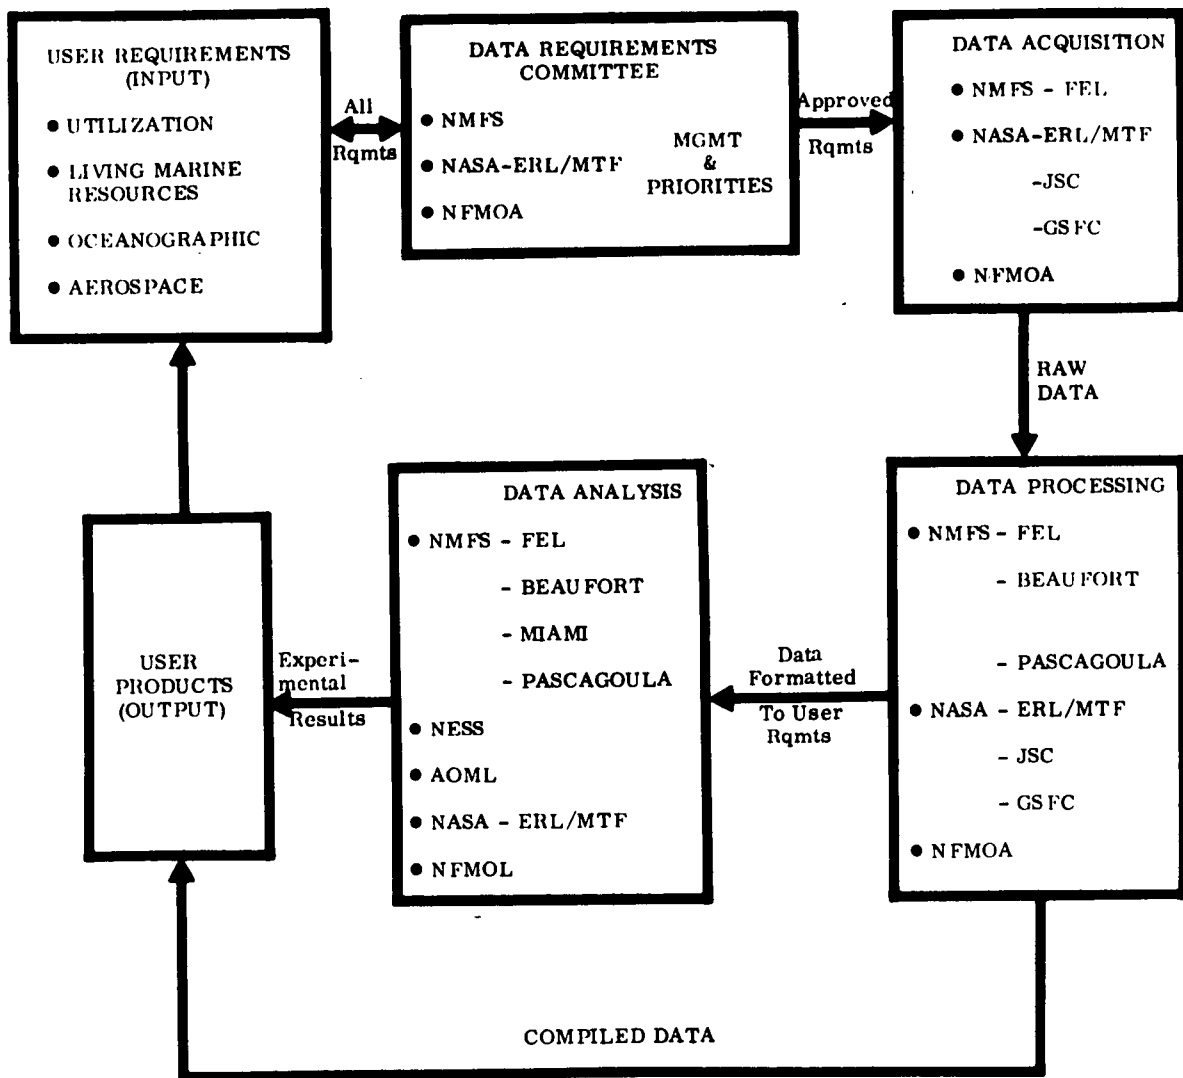 USER REQUIREMENTS
(INPUT)
● UTILIZATION
● LIVING MARINE
RESOURCES
● OCEANOGRAPHIC
● AEROSPACE
All
Rqmts
DATA REQUIREMENTS
COMMITTEE
● NMFS
● NASA-ERL/MTF
● NFMOA
MGMT
&
PRIORITIES
Approved
Rqmts
DATA ACQUISITION
● NMFS - FEL
● NASA-ERL/MTF
-JSC
-GSFC
● NFMOA
RAW
DATA
DATA PROCESSING
● NMFS - FEL
- BEAUFORT
- PASCAGOULA
● NASA - ERL/MTF
- JSC
- GSFC
● NFMOA
Data
Formatted
To User
Rqmts
DATA ANALYSIS
● NMFS - FEL
- BEAUFORT
- MIAMI
- PASCAGOULA
● NESS
● AOML
● NASA - ERL/MTF
● NFMOL
Experi-
mental
Results
USER
PRODUCTS
(OUTPUT)
COMPILED DATA